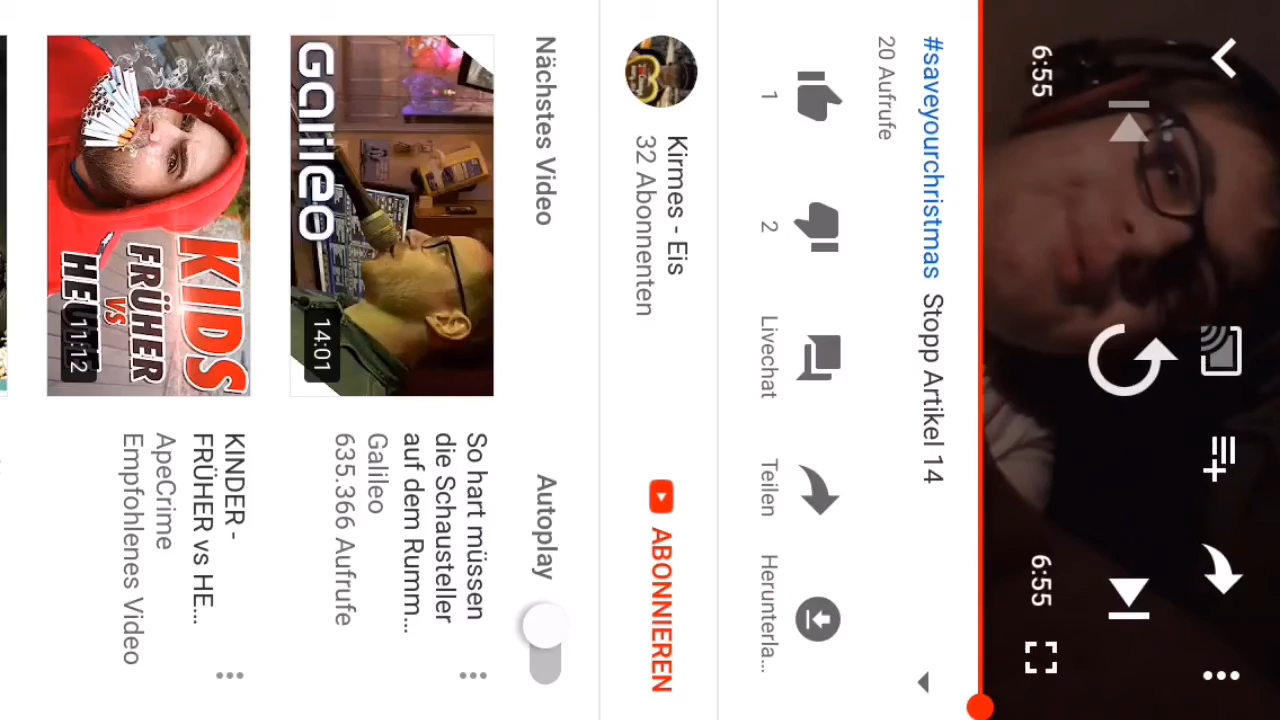 6:55
6:55
#saveyourchristmas Stopp Artikel 14
20 Aufrufe
1
2
Livechat
Teilen
Herunterla...
Kirmes - Eis
32 Abonnenten
ABONNIEREN
Nächstes Video
Autoplay
GALILEO
14:01
So hart müssen
die Schausteller
auf dem Rumm...
Galileo
635.366 Aufrufe
KIDS
FRÜHER
VS
HEUTE
11:12
KINDER -
FRÜHER vs HE...
ApeCrime
Empfohlenes Video